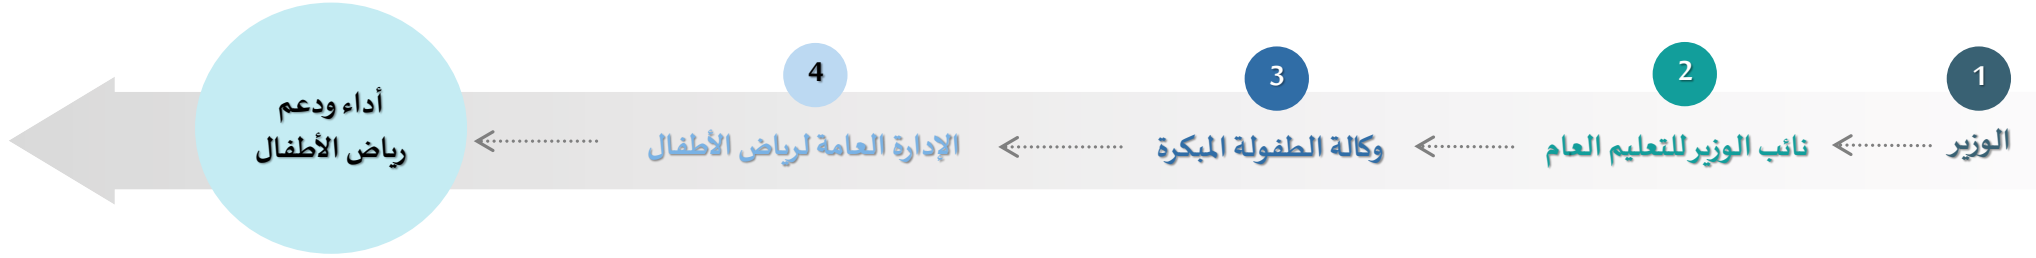 1
الوزير
2
نائب الوزير للتعليم العام
3
وكالة الطفولة المبكرة
4
الإدارة العامة لرياض الأطفال
أداء ودعم
رياض الأطفال